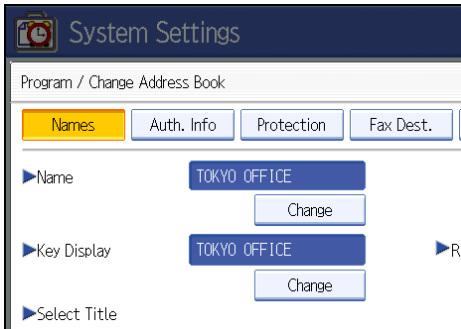 System Settings
Program / Change Address Book
Names Auth. Info Protection Fax Dest.
Name TOKYO OFFICE
Change
Key Display TOKYO OFFICE R
Change
Select Title